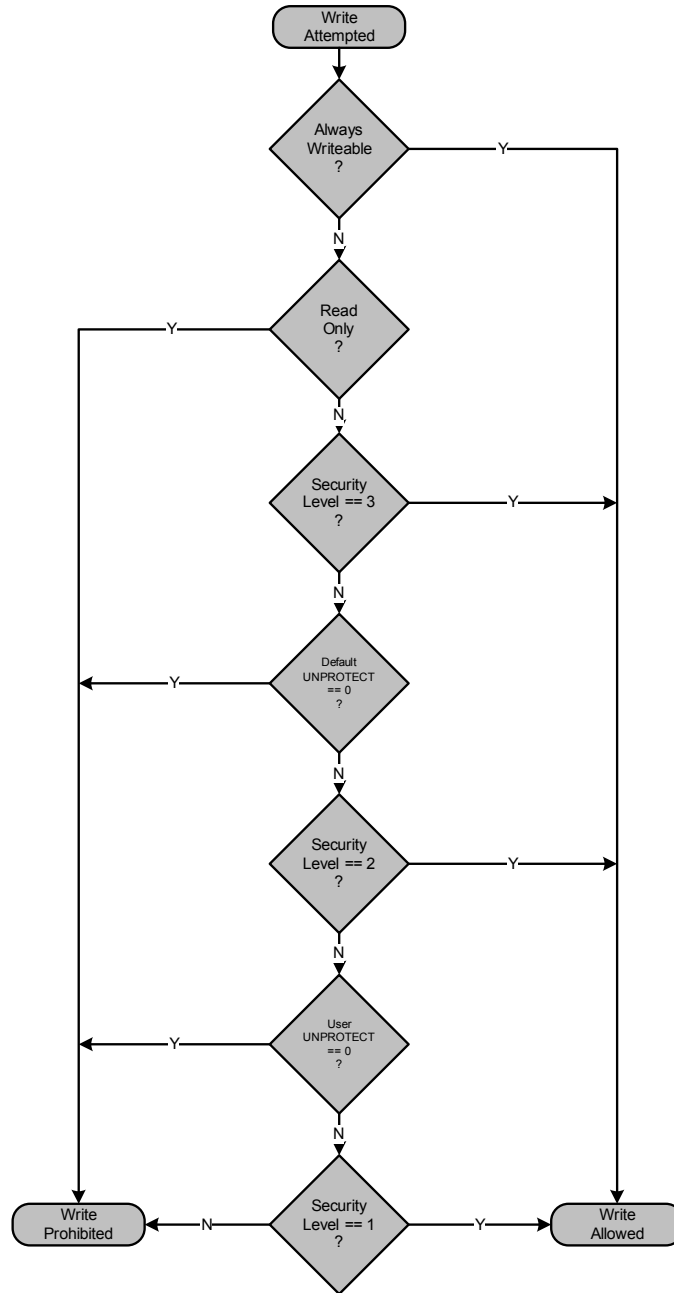 Write
Attempted
Always
Writeable
?
Y
N
Read
Only
?
Y
N
Security
Level == 3
?
Y
N
Default
UNPROTECT
== 0
?
Y
N
Security
Level == 2
?
Y
N
User
UNPROTECT
== 0
?
Y
N
Write
Prohibited
N
Security
Level == 1
?
Y
Write
Allowed